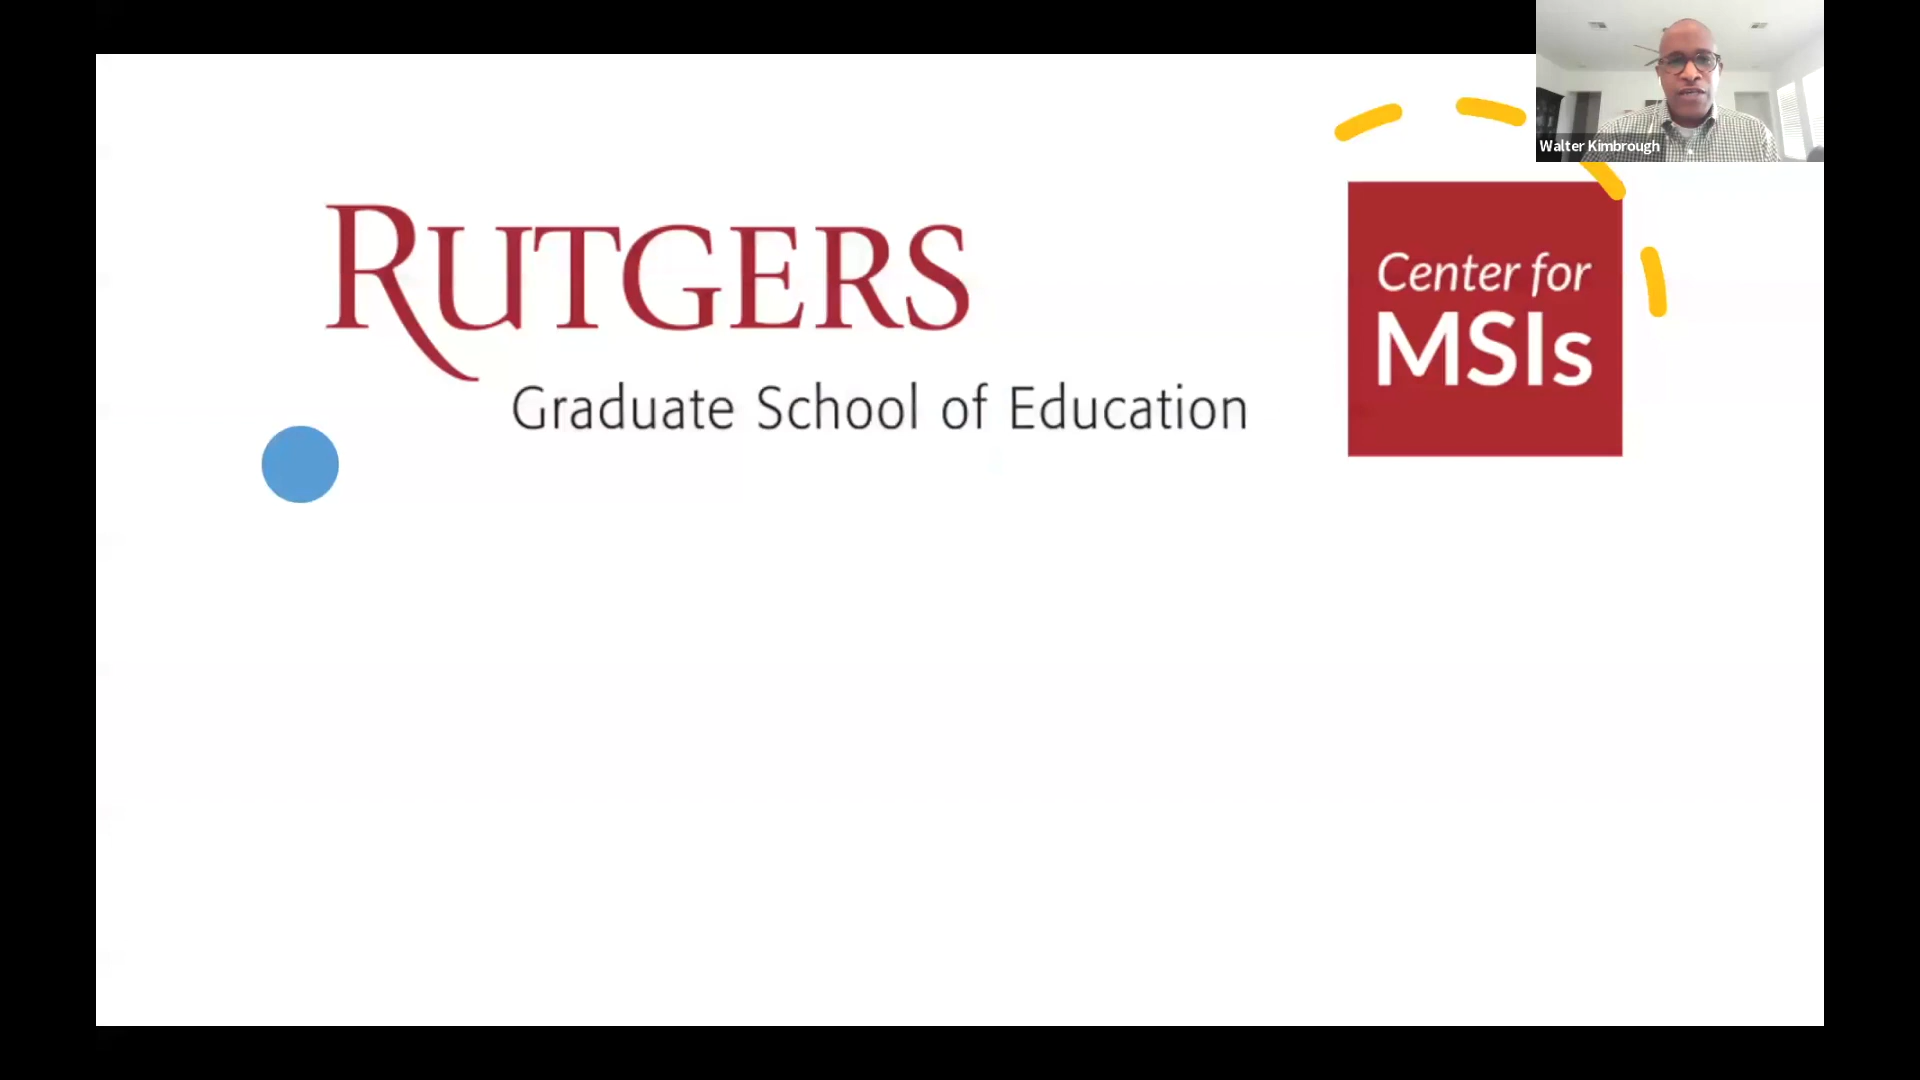 Walter Kimbrough
RUTGERS
Graduate School of Education
Center for
MSIs